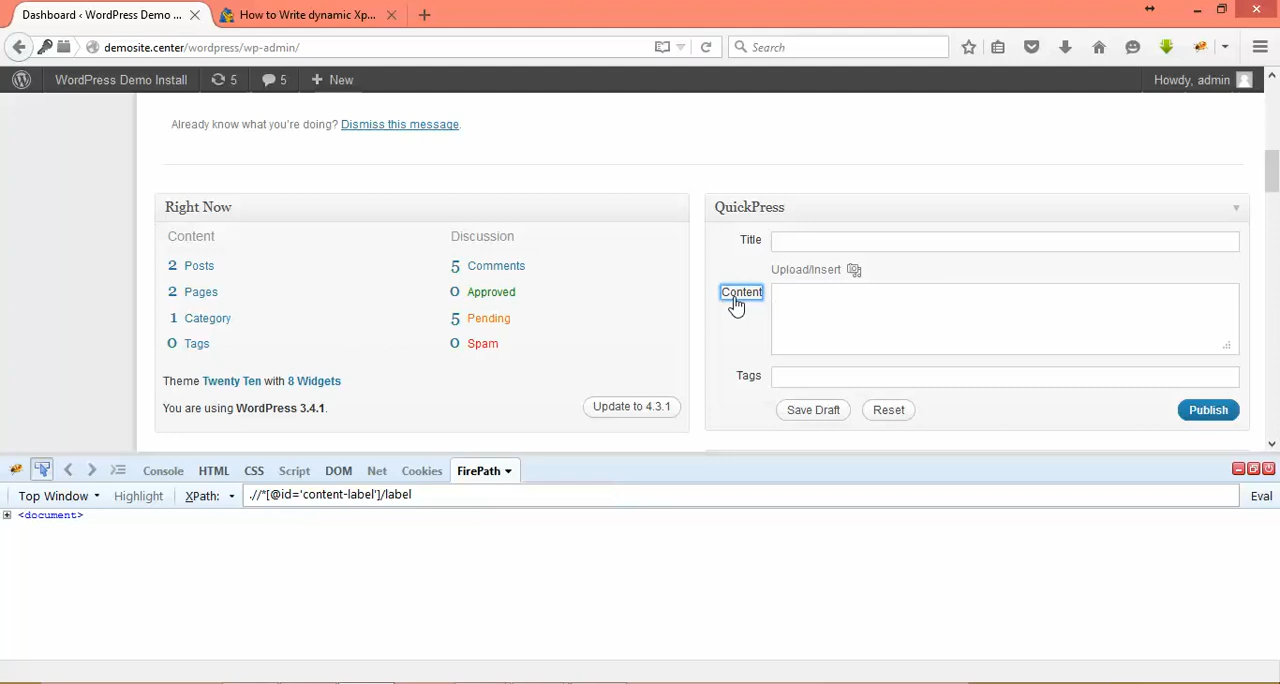 Dashboard ‹ WordPress Demo ...
How to Write dynamic Xp...
demosite.center/wordpress/wp-admin/
Search
WordPress Demo Install
5
5
New
Howdy, admin
Already know what you're doing? Dismiss this message.
Right Now
Content
Discussion
2 Posts
5 Comments
2 Pages
0 Approved
1 Category
5 Pending
0 Tags
0 Spam
Theme Twenty Ten with 8 Widgets
You are using WordPress 3.4.1.
Update to 4.3.1
QuickPress
Title
Upload/Insert
Content
Tags
Save Draft
Reset
Publish
Console
HTML
CSS
Script
DOM
Net
Cookies
FirePath
Top Window
Highlight
XPath:
.//*[@id='content-label']/label
Eval
<document>